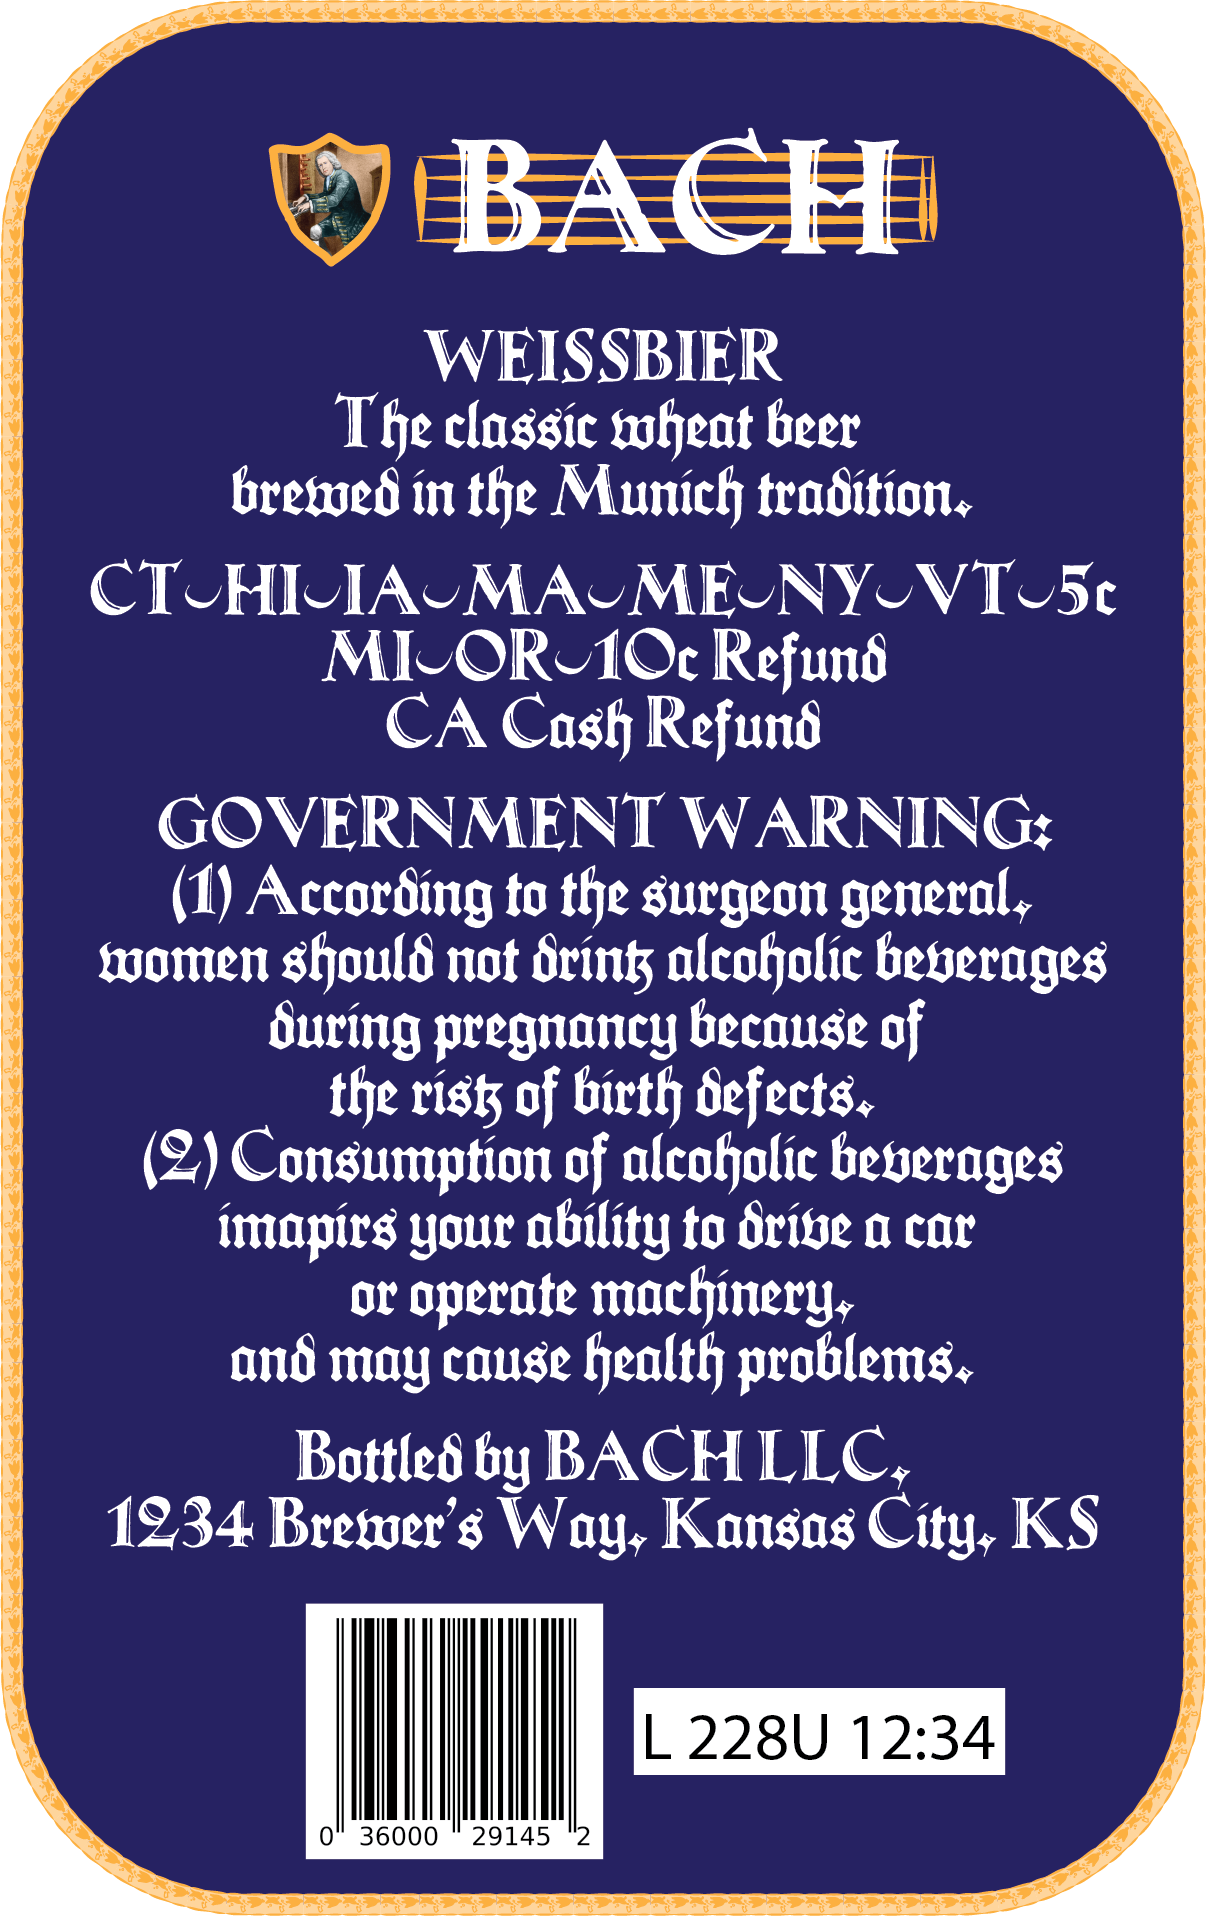 BACH
WEISSBIER
The classic wheat beer
brewed in the Munich tradition.
CT-HI-IA-MA-ME-NY-VT-5c
MI-OR-10c Refund
CA Cash Refund
GOVERNMENT WARNING:
(1) According to the surgeon general,
women should not drink alcoholic beverages
during pregnancy because of
the risk of birth defects.
(2) Consumption of alcoholic beverages
imapirs your ability to drive a car
or operate machinery,
and may cause health problems.
Bottled by BACH LLC,
1234 Brewer's Way, Kansas City, KS
0 36000 29145 2
L 228U 12:34